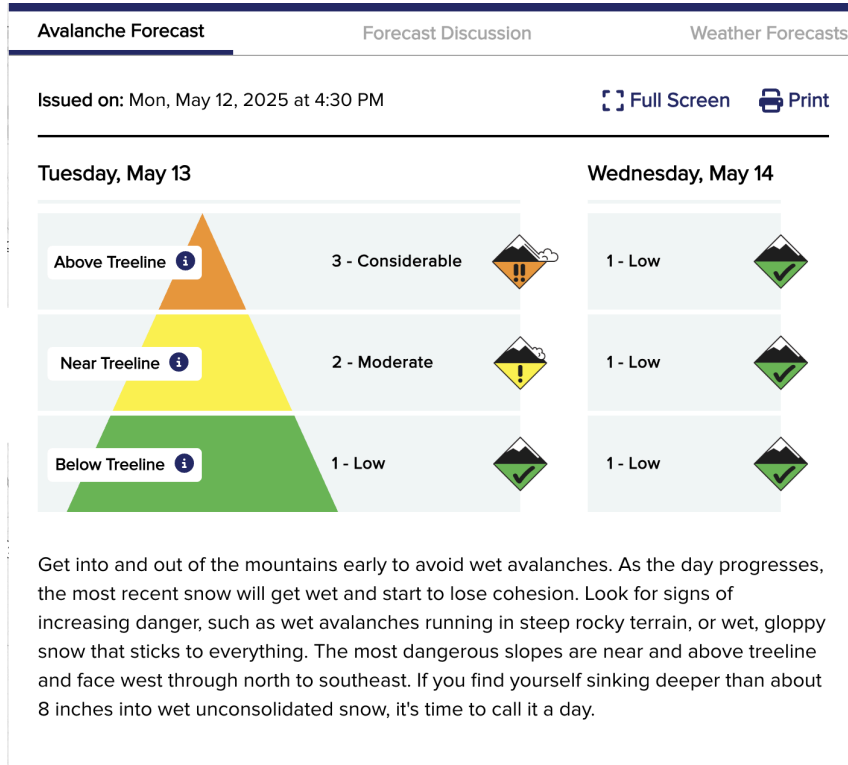 Avalanche Forecast
Forecast Discussion
Weather Forecasts
Issued on: Mon, May 12, 2025 at 4:30 PM
Full Screen
Print
Tuesday, May 13
Wednesday, May 14
Above Treeline i
3 - Considerable
!!
1 - Low
Near Treeline i
2 - Moderate
!
1 - Low
Below Treeline i
1 - Low
1 - Low
Get into and out of the mountains early to avoid wet avalanches. As the day progresses,
the most recent snow will get wet and start to lose cohesion. Look for signs of
increasing danger, such as wet avalanches running in steep rocky terrain, or wet, gloppy
snow that sticks to everything. The most dangerous slopes are near and above treeline
and face west through north to southeast. If you find yourself sinking deeper than about
8 inches into wet unconsolidated snow, it's time to call it a day.